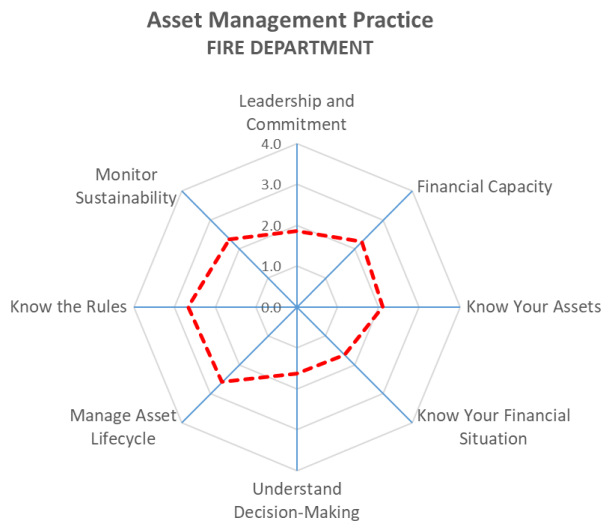 Asset Management Practice
FIRE DEPARTMENT
Leadership and
Commitment
4.0
3.0
2.0
1.0
0.0
Financial Capacity
Know Your Assets
Know Your Financial
Situation
Understand
Decision-Making
Manage Asset
Lifecycle
Know the Rules
Monitor
Sustainability